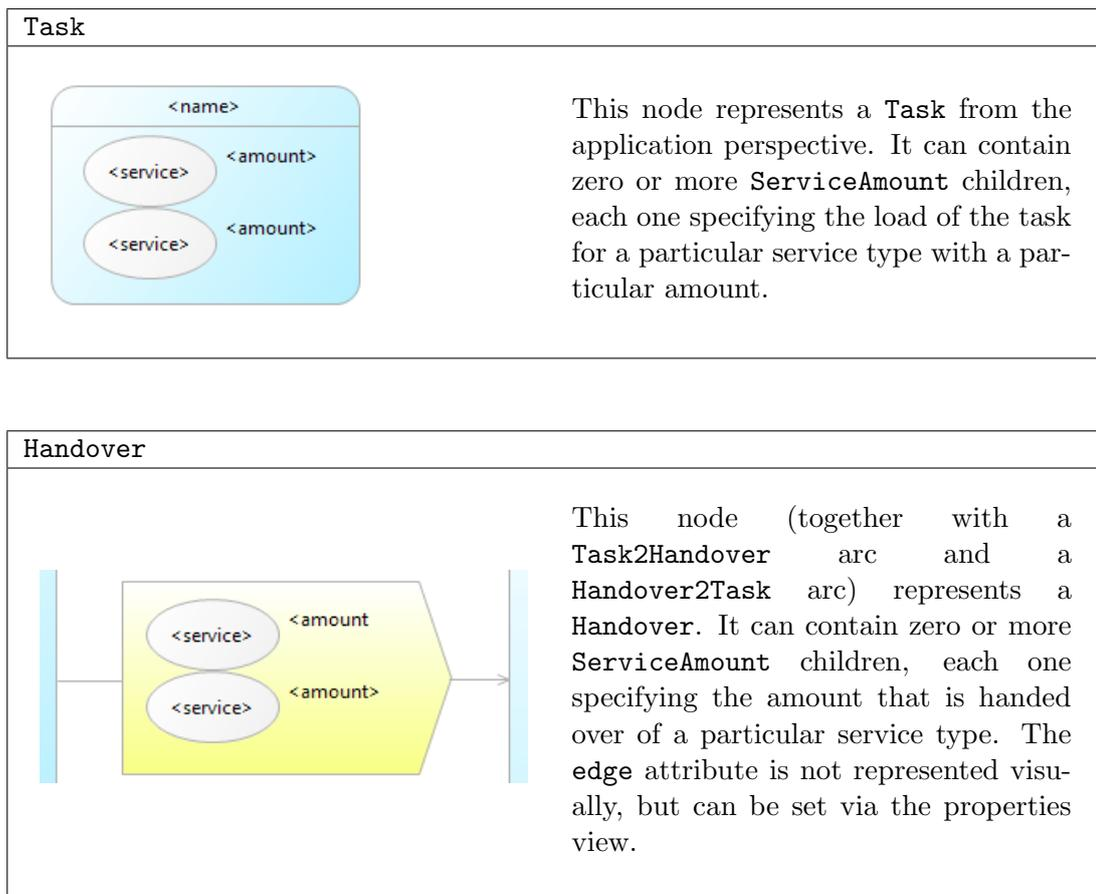 Task
<name>
<service>
<amount>
<service>
<amount>
This node represents a Task from the
application perspective. It can contain
zero or more ServiceAmount children,
each one specifying the load of the task
for a particular service type with a par-
ticular amount.
Handover
<service>
<amount
<service>
<amount>
This node (together with a
Task2Handover arc and a
Handover2Task arc) represents a
Handover. It can contain zero or more
ServiceAmount children, each one
specifying the amount that is handed
over of a particular service type. The
edge attribute is not represented visu-
ally, but can be set via the properties
view.